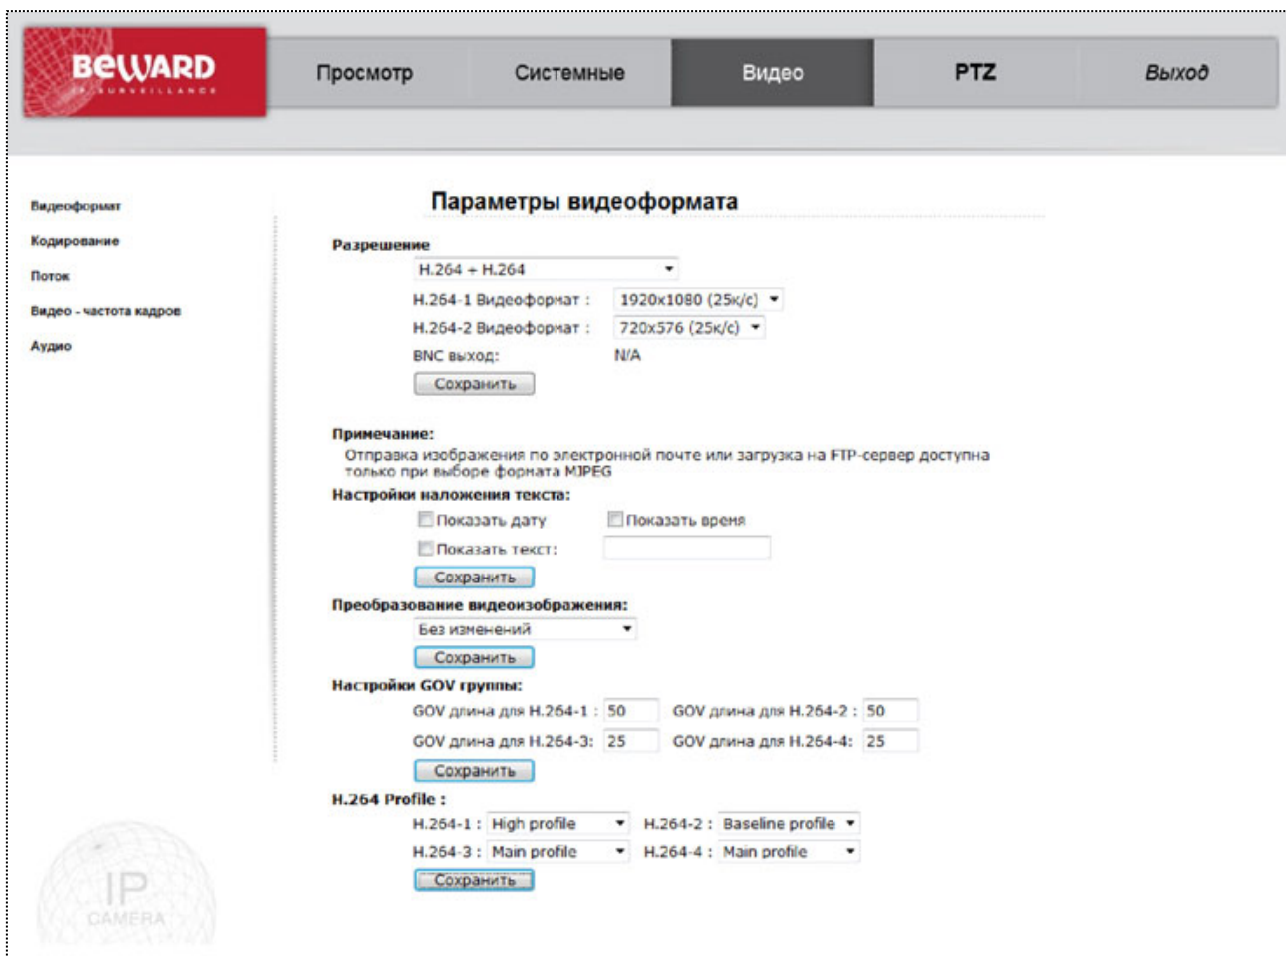 BEWARD
IP SURVEILLANCE
Просмотр
Системные
Видео
PTZ
Выход
Видеоформат
Кодирование
Поток
Видео - частота кадров
Аудио
Параметры видеоформата
Разрешение
H.264 + H.264
H.264-1 Видеоформат : 1920x1080 (25к/с)
H.264-2 Видеоформат : 720x576 (25к/с)
BNC выход: N/A
Сохранить
Примечание:
Отправка изображения по электронной почте или загрузка на FTP-сервер доступна
только при выборе формата MJPEG
Настройки наложения текста:
Показать дату Показать время
Показать текст:
Сохранить
Преобразование видеоизображения:
Без изменений
Сохранить
Настройки GOV группы:
GOV длина для H.264-1 : 50 GOV длина для H.264-2 : 50
GOV длина для H.264-3: 25 GOV длина для H.264-4: 25
Сохранить
H.264 Profile :
H.264-1 : High profile H.264-2 : Baseline profile
H.264-3 : Main profile H.264-4 : Main profile
Сохранить
IP
CAMERA